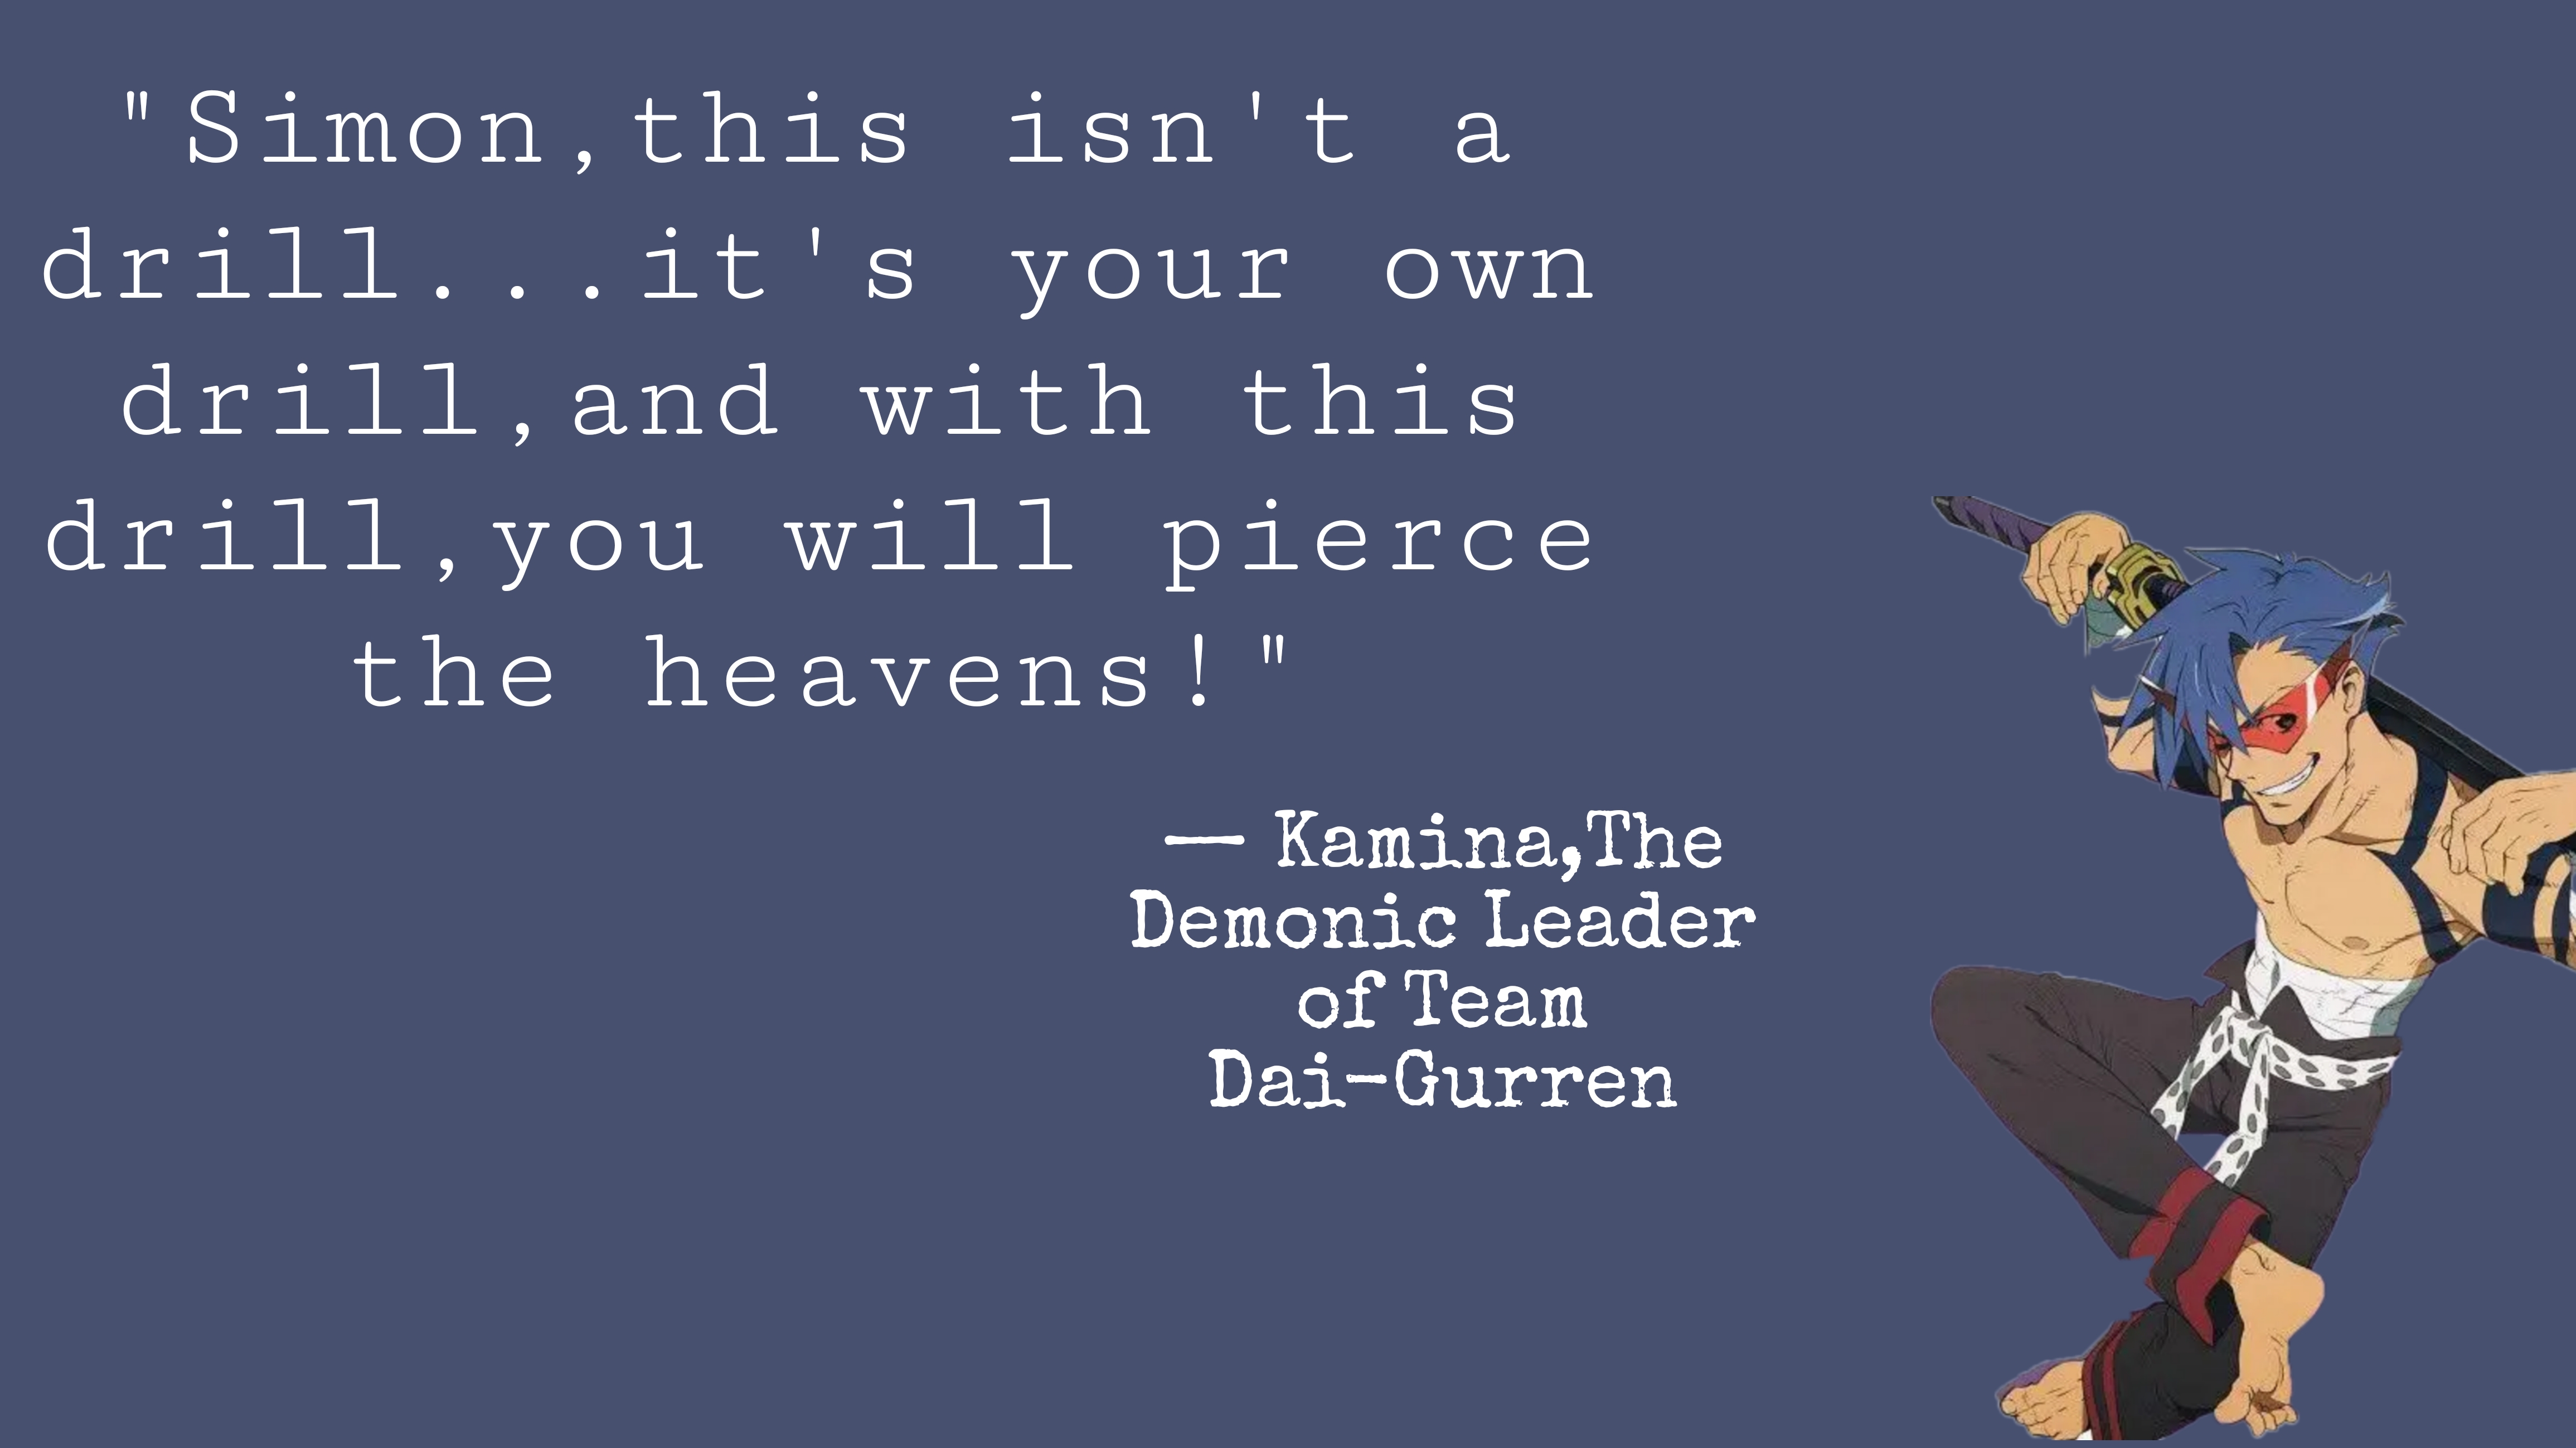 "Simon,this isn't a
drill...it's your own
drill,and with this
drill,you will pierce
the heavens!"
— Kamina,The
Demonic Leader
of Team
Dai-Gurren